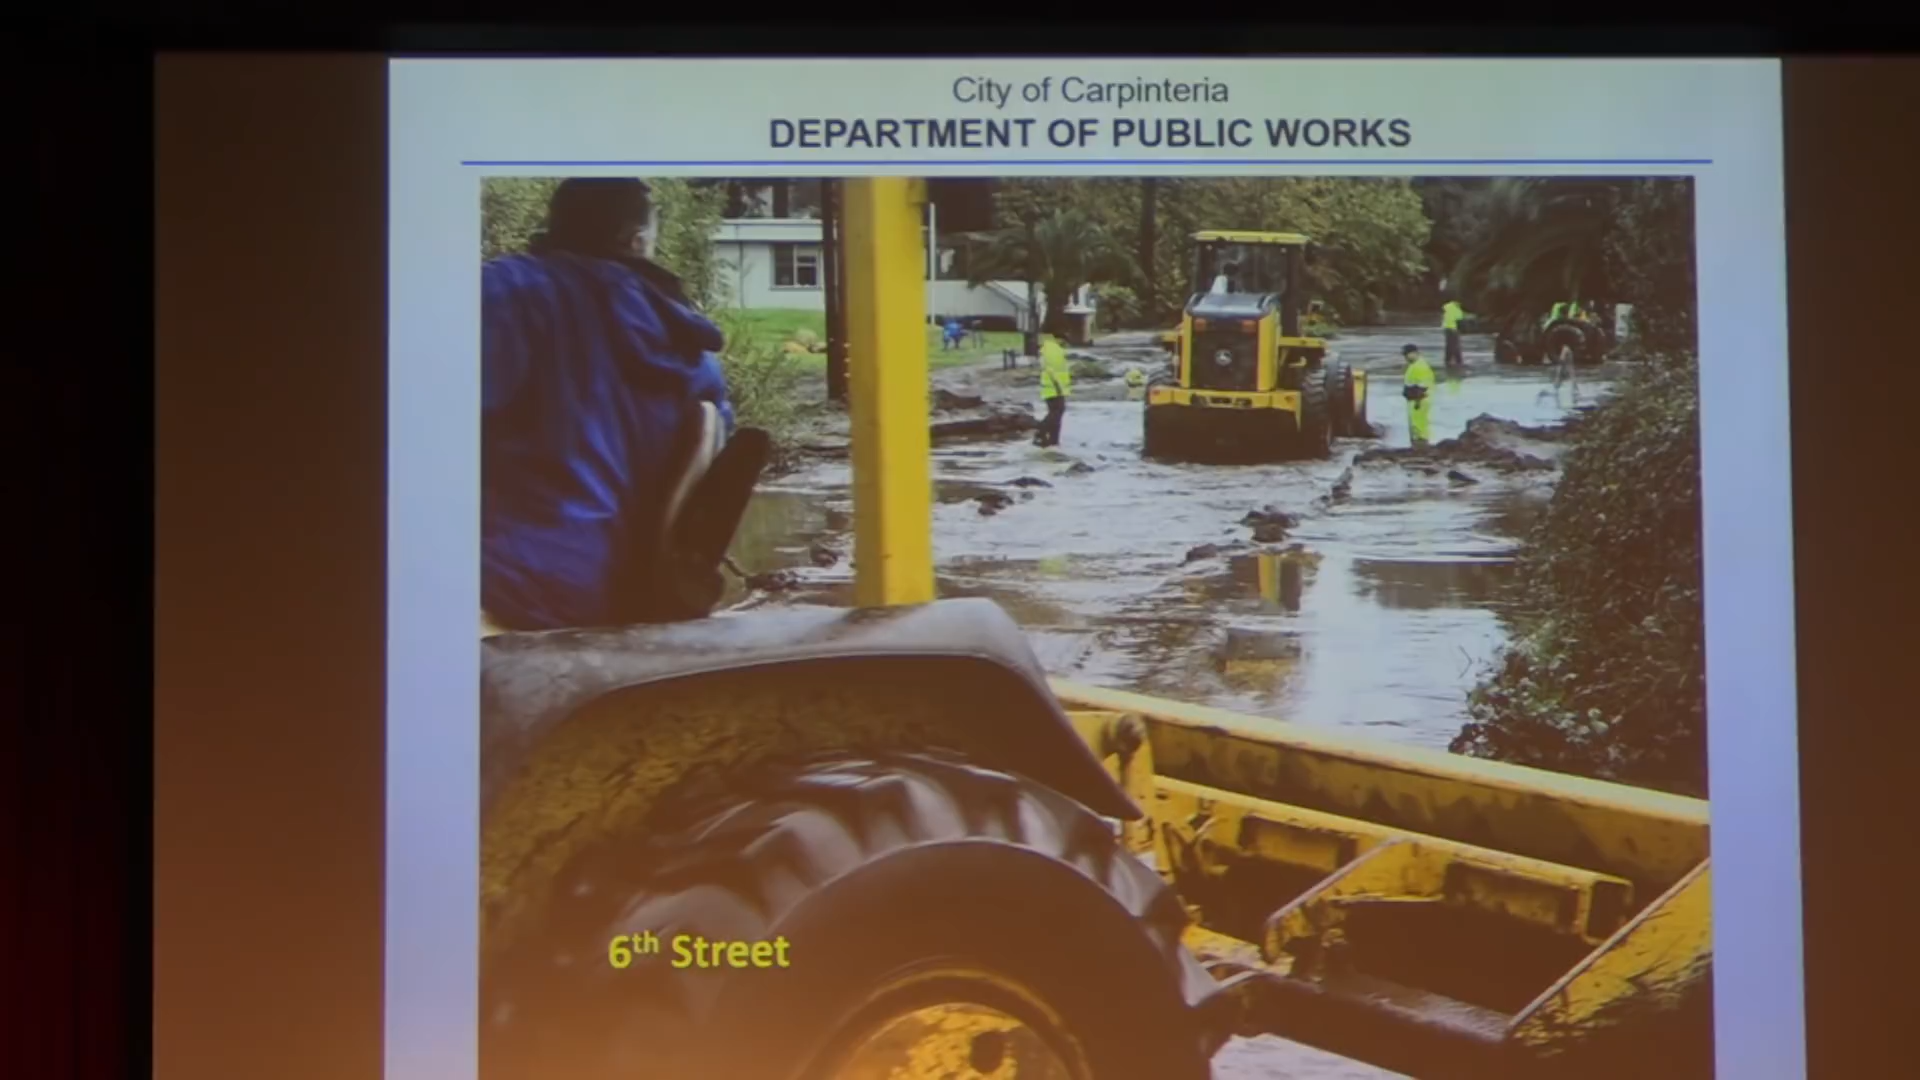 City of Carpinteria
DEPARTMENT OF PUBLIC WORKS
6th Street